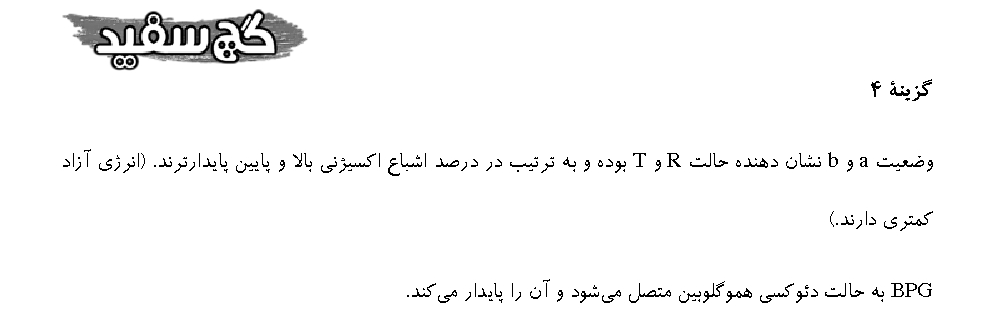 گچ سفید
گزینهٔ ۴
وضعیت a و b نشان دهنده حالت R و T بوده و به ترتیب در درصد اشباع اکسیژنی بالا و پایین پایدارترند. (انرژی آزاد
کمتری دارند.)
BPG به حالت دئوکسی هموگلوبین متصل می‌شود و آن را پایدار می‌کند.